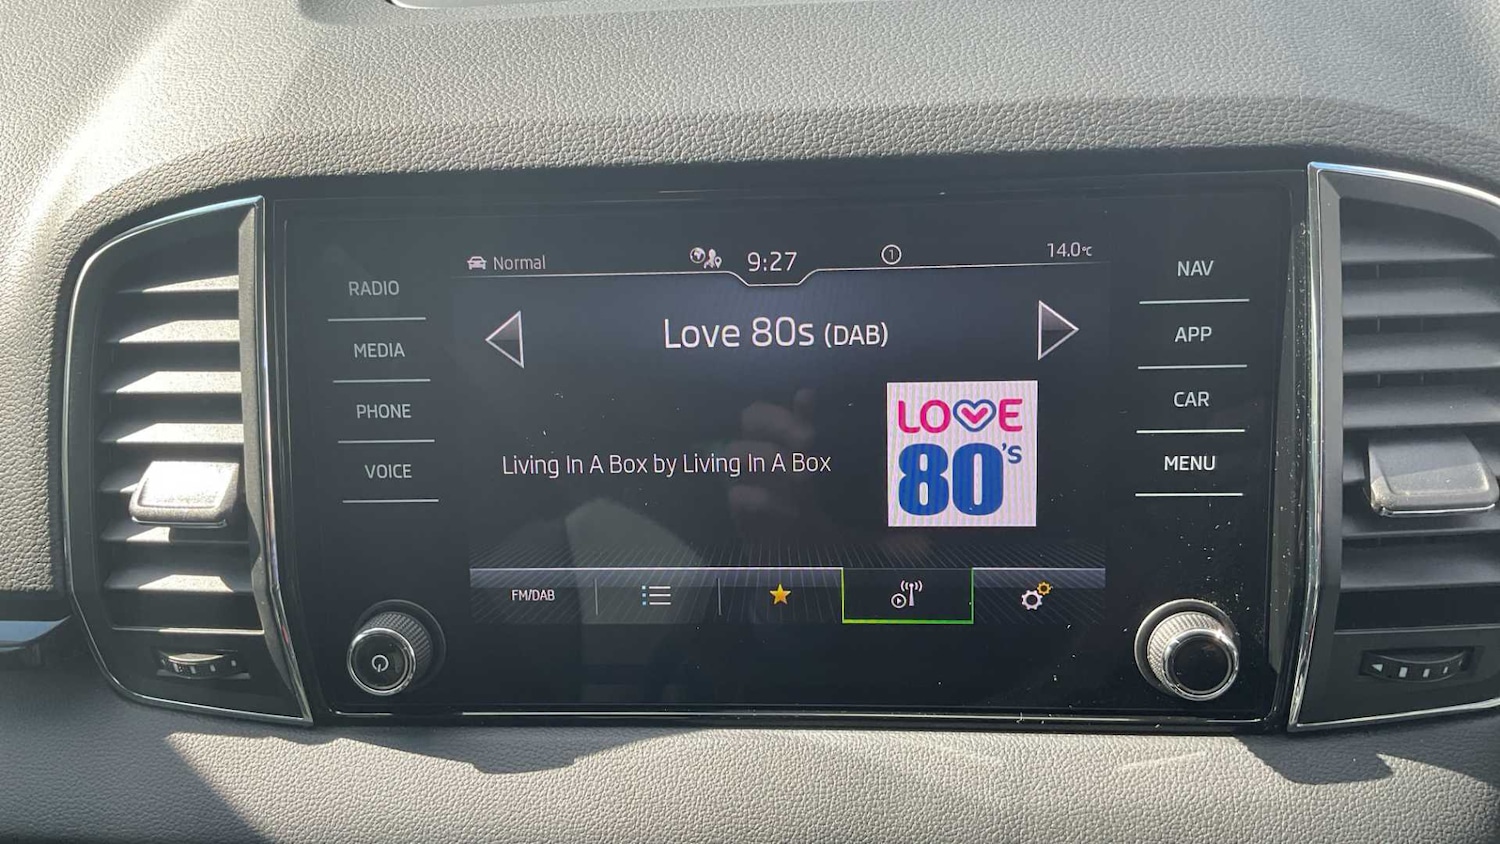 Normal
9:27
1
14.0°C
RADIO
MEDIA
PHONE
VOICE
Love 80s (DAB)
Living In A Box by Living In A Box
LOVE
80's
FM/DAB
NAV
APP
CAR
MENU